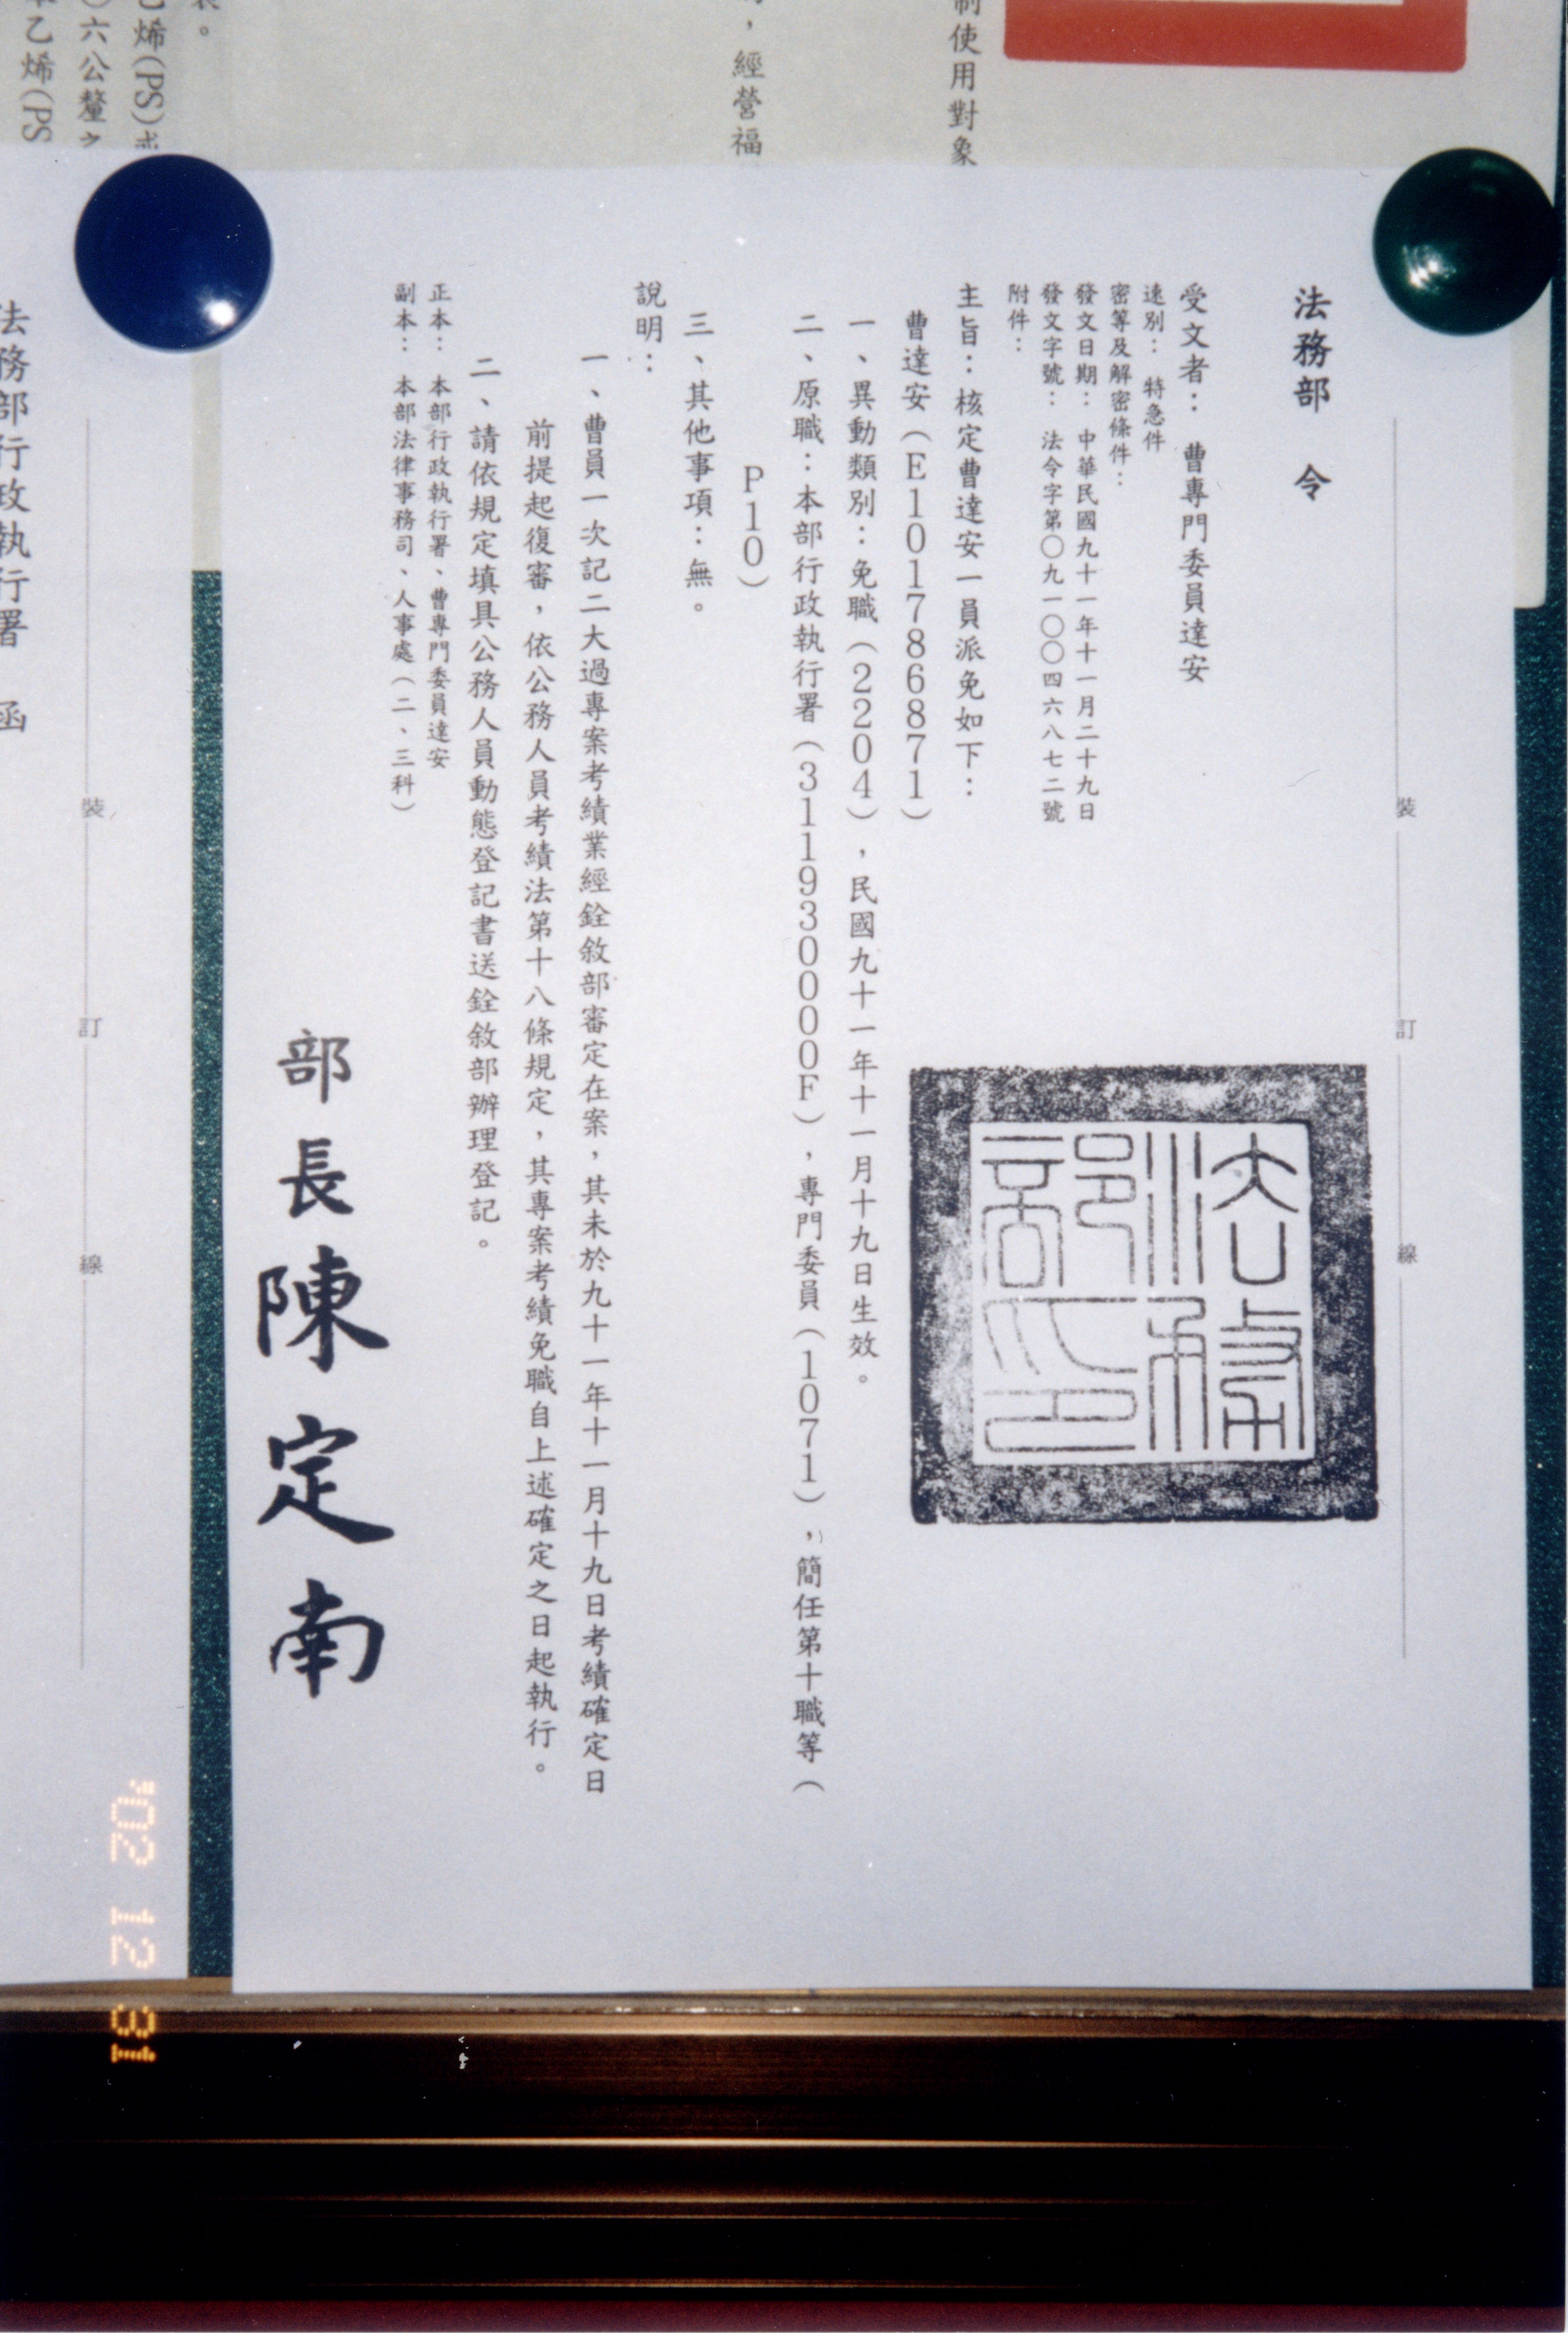 制使用對象
，經營福
裝。
乙烯(PS)或
〇六公釐之
苯乙烯(PS
裝
訂
線
法務部 令
受文者： 曹專門委員達安
速別： 特急件
密等及解密條件：
發文日期： 中華民國九十一年十一月二十九日
發文字號： 法令字第〇九一〇〇四六八七二號
附件：
主旨：核定曹達安一員派免如下：
曹達安（E101786871）
一、異動類別：免職（2204），民國九十一年十一月十九日生效。
二、原職：本部行政執行署（311930000F），專門委員（1071），簡任第十職等（
P10）
三、其他事項：無。
說明：
一、曹員一次記二大過專案考績業經銓敘部審定在案，其未於九十一年十一月十九日考績確定日
前提起復審，依公務人員考績法第十八條規定，其專案考績免職自上述確定之日起執行。
二、請依規定填具公務人員動態登記書送銓敘部辦理登記。
正本： 本部行政執行署、曹專門委員達安
副本： 本部法律事務司、人事處（二、三科）
部長陳定南
法務部印
裝
訂
線
法務部行政執行署 函
'02 12 31